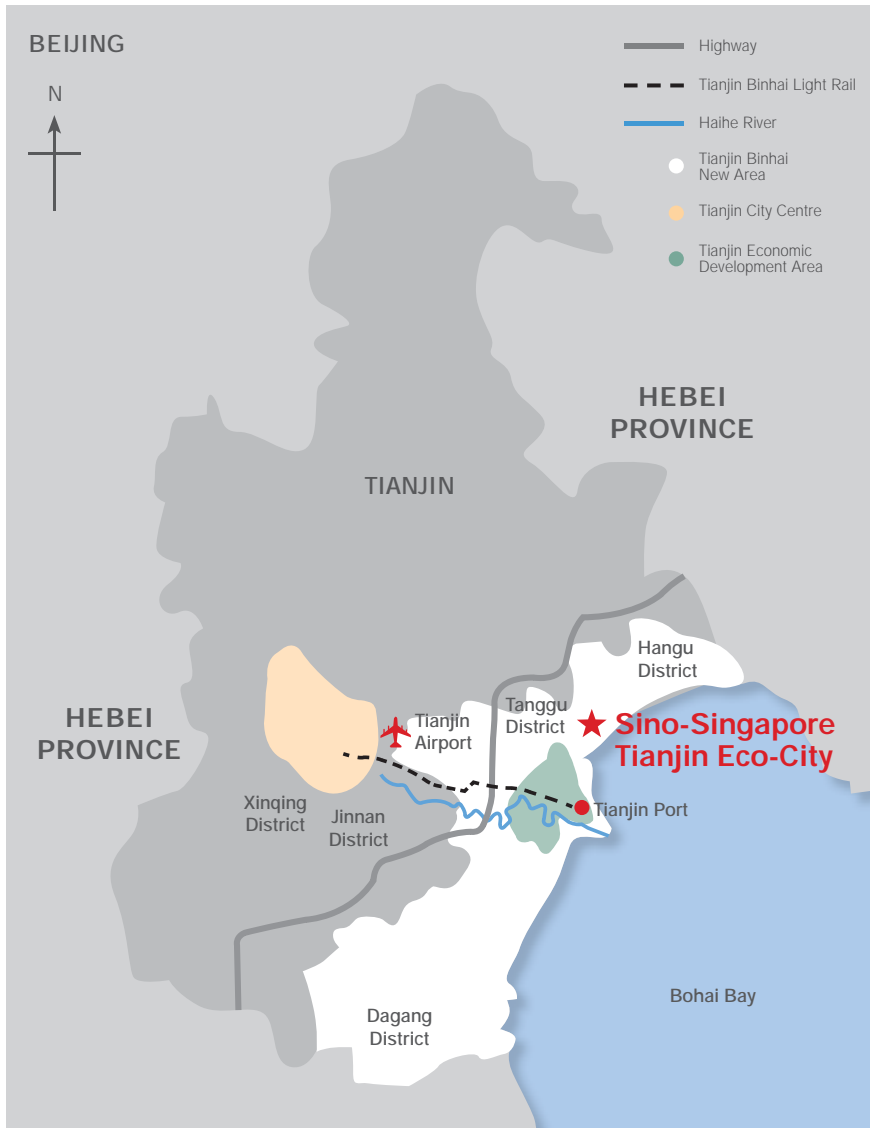 BEIJING
N
Highway
Tianjin Binhai Light Rail
Haihe River
Tianjin Binhai
New Area
Tianjin City Centre
Tianjin Economic
Development Area
HEBEI
PROVINCE
TIANJIN
Hangu
District
Tanggu
District
Sino-Singapore
Tianjin Eco-City
Tianjin
Airport
HEBEI
PROVINCE
Xinqing
District
Jinnan
District
Tianjin Port
Bohai Bay
Dagang
District